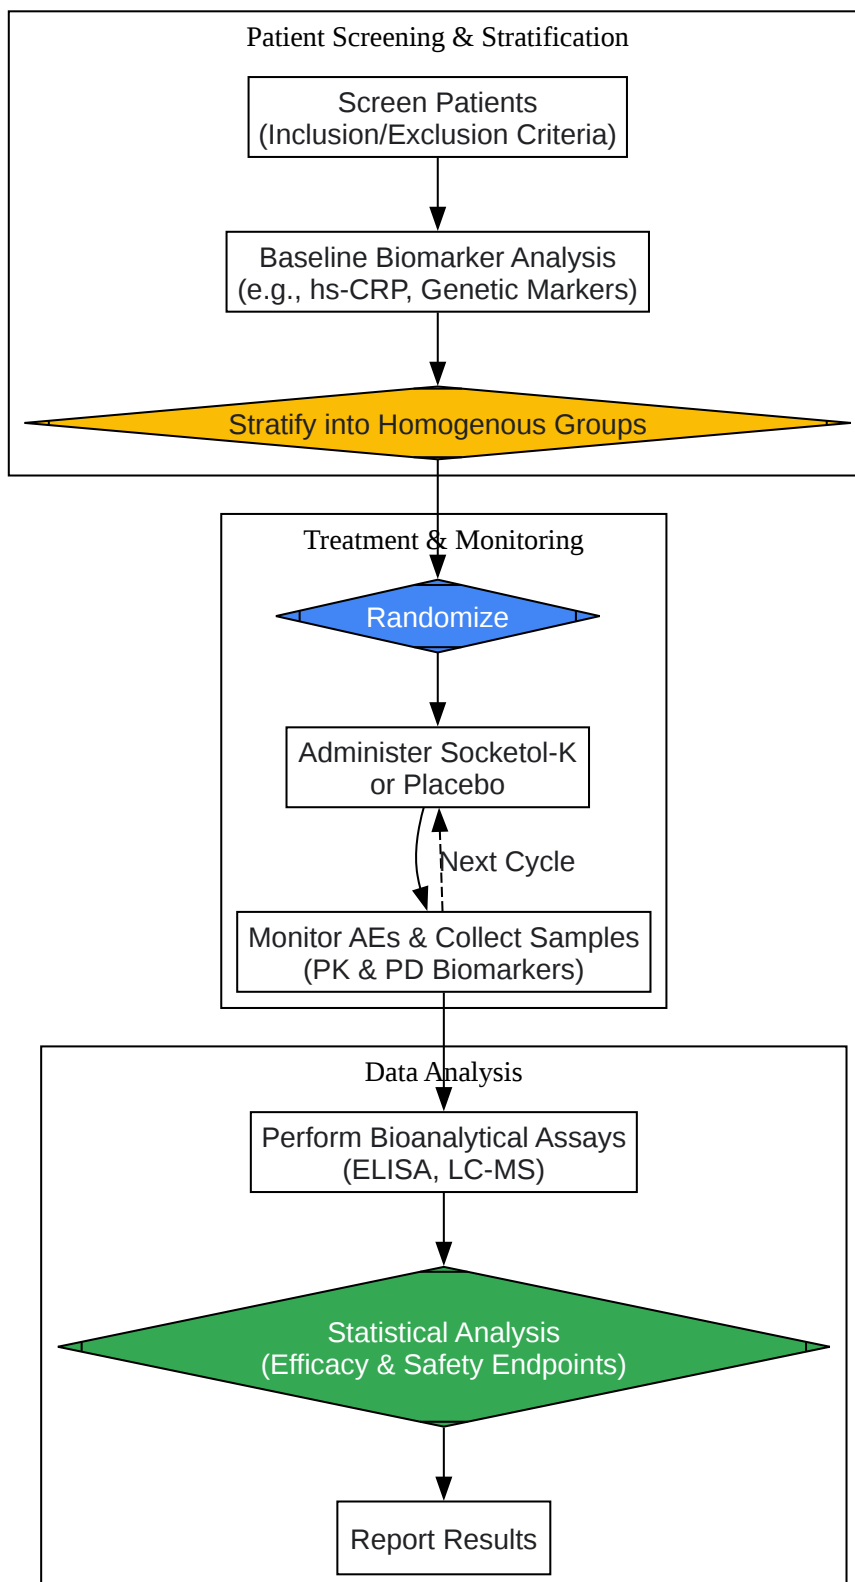 Patient Screening & Stratification
Screen Patients
(Inclusion/Exclusion Criteria)
Baseline Biomarker Analysis
(e.g., hs-CRP, Genetic Markers)
Stratify into Homogenous Groups
Treatment & Monitoring
Randomize
Administer Socketol-K
or Placebo
Next Cycle
Monitor AEs & Collect Samples
(PK & PD Biomarkers)
Data Analysis
Perform Bioanalytical Assays
(ELISA, LC-MS)
Statistical Analysis
(Efficacy & Safety Endpoints)
Report Results